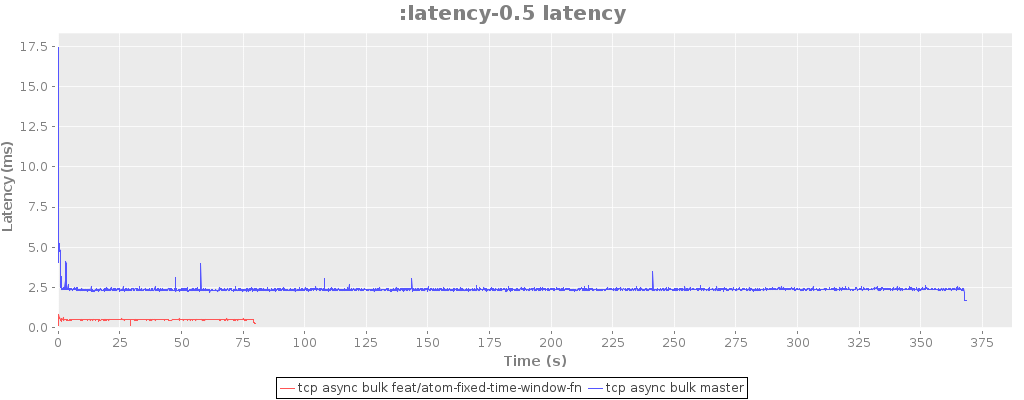 :latency-0.5 latency
Latency (ms)
17.5
15.0
12.5
10.0
7.5
5.0
2.5
0.0
0 25 50 75 100 125 150 175 200 225 250 275 300 325 350 375
Time (s)
tcp async bulk feat/atom-fixed-time-window-fn tcp async bulk master